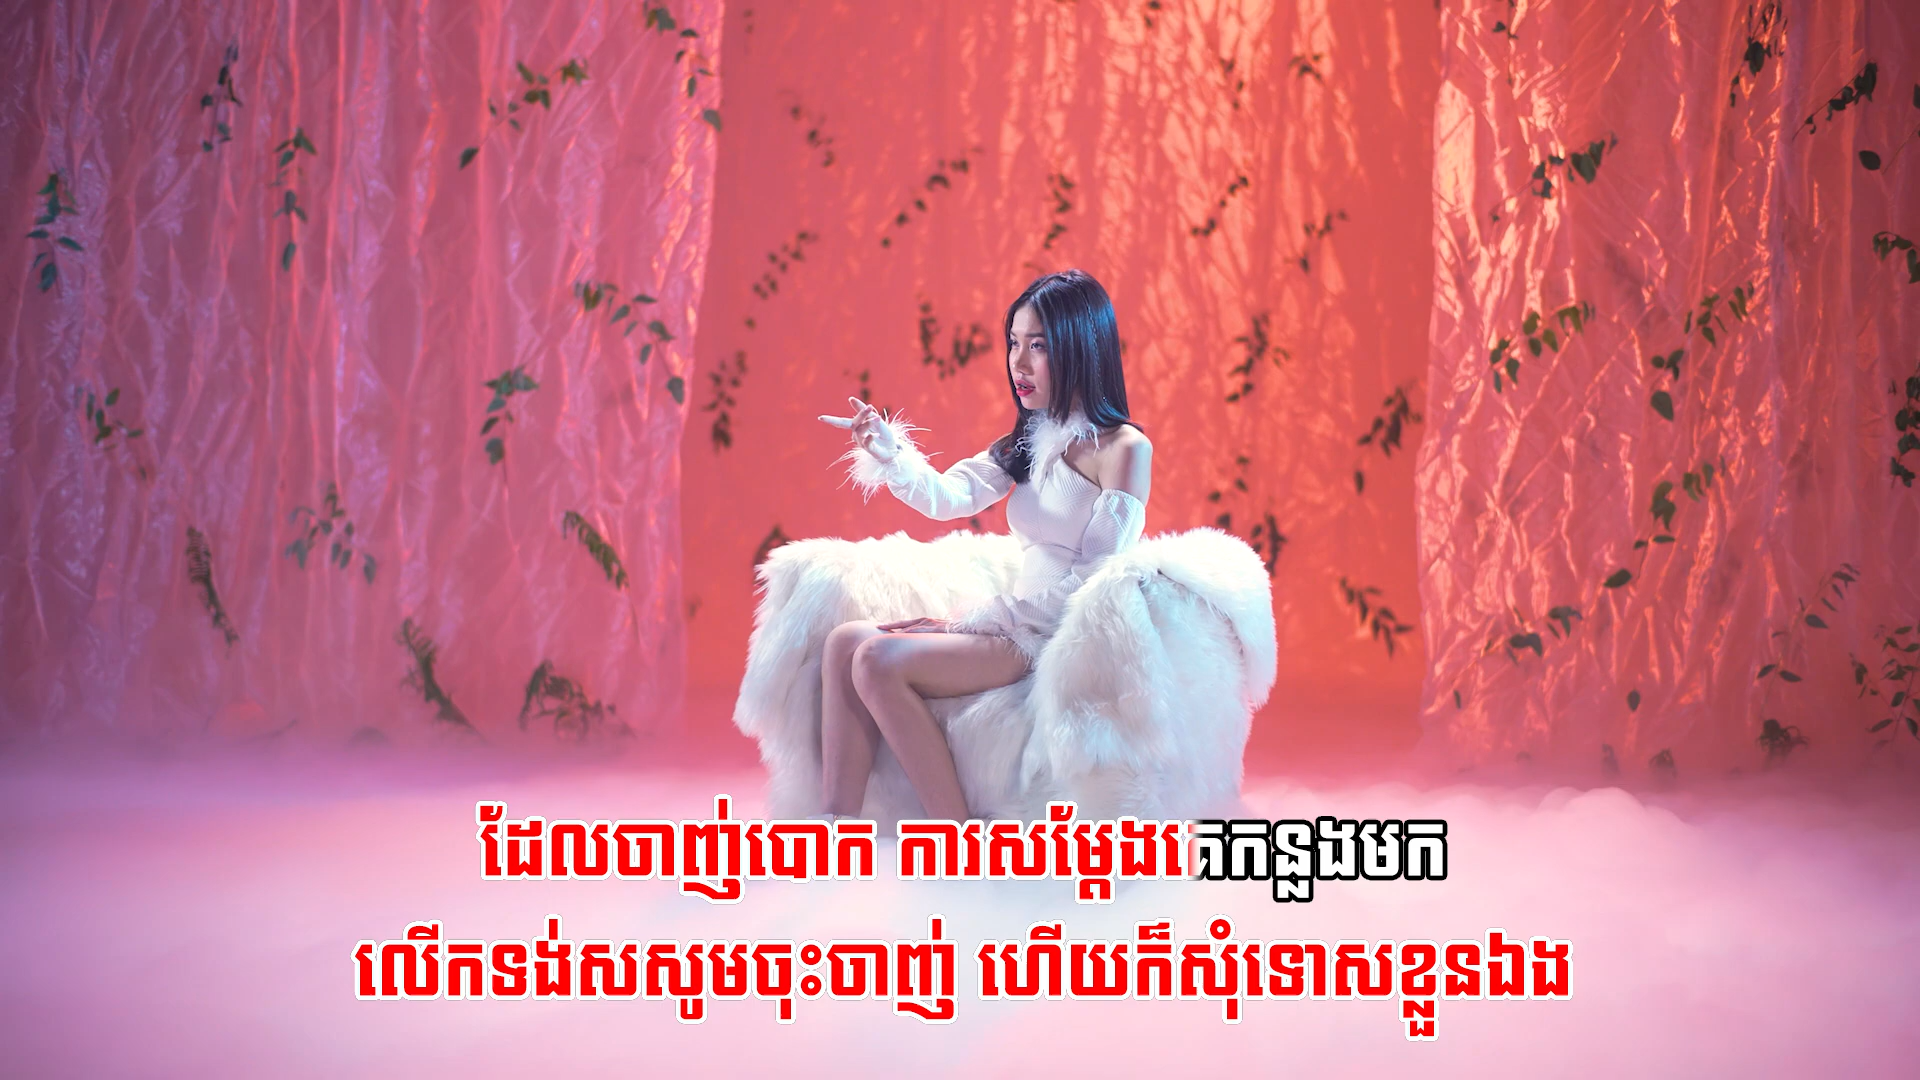 ដែលចាញ់បោក ការសម្ដែងគេកន្លងមក
លើកទង់សសូមចុះចាញ់ ហើយក៏សុំទោសខ្លួនឯង